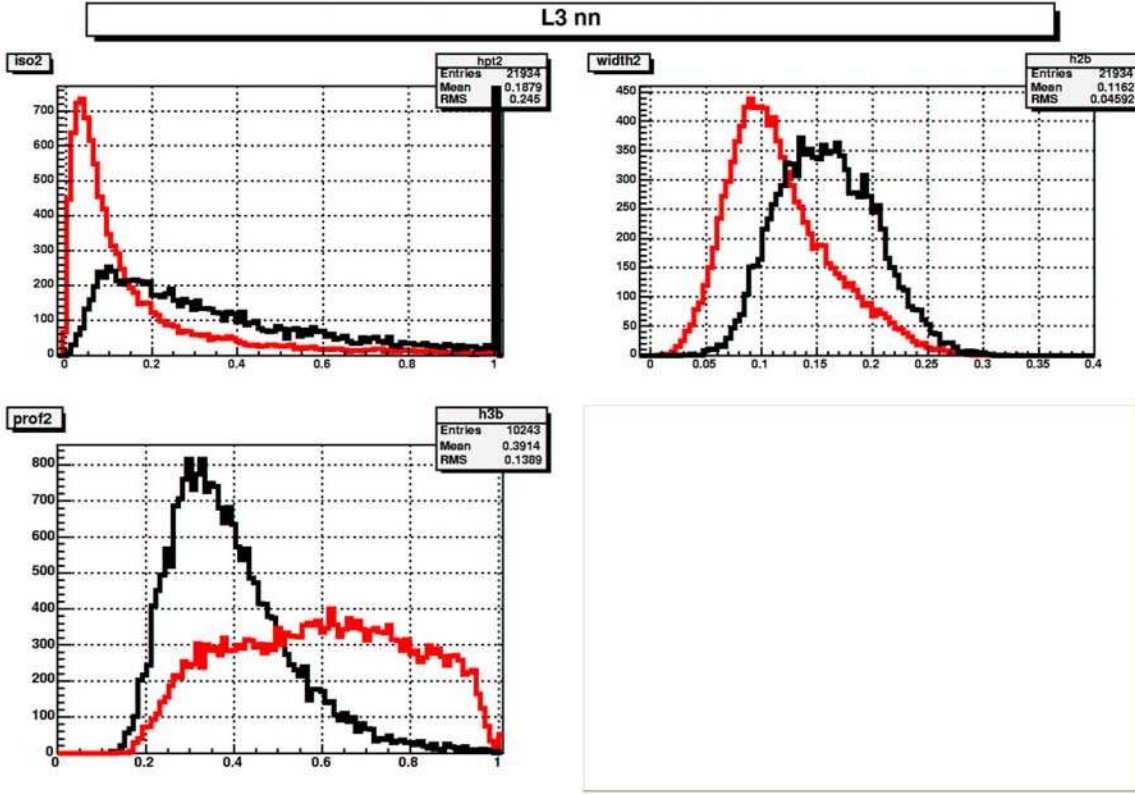 L3 nn
iso2
hpt2
Entries 21934
Mean 0.1879
RMS 0.245
700
600
500
400
300
200
100
0
0.2
0.4
0.6
0.8
1
width2
h2b
Entries 21934
Mean 0.1162
RMS 0.04592
450
400
350
300
250
200
150
100
50
0
0
0.05
0.1
0.15
0.2
0.25
0.3
0.35
0.4
prof2
h3b
Entries 10243
Mean 0.3914
RMS 0.1389
800
700
600
500
400
300
200
100
0
0
0.2
0.4
0.6
0.8
1